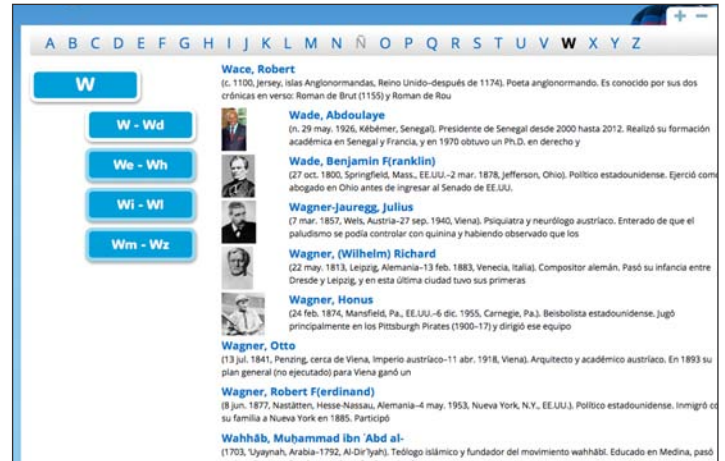 + −
A B C D E F G H I J K L M N Ñ O P Q R S T U V W X Y Z
W
W - Wd
We - Wh
Wi - Wl
Wm - Wz
Wace, Robert
(c. 1100, Jersey, islas Anglonormandas, Reino Unido–después de 1174). Poeta anglonormando. Es conocido por sus dos
crónicas en verso: Roman de Brut (1155) y Roman de Rou
Wade, Abdoulaye
(n. 29 may. 1926, Kébémer, Senegal). Presidente de Senegal desde 2000 hasta 2012. Realizó su formación
académica en Senegal y Francia, y en 1970 obtuvo un Ph.D. en derecho y
Wade, Benjamin F(ranklin)
(27 oct. 1800, Springfield, Mass., EE.UU.–2 mar. 1878, Jefferson, Ohio). Político estadounidense. Ejerció como
abogado en Ohio antes de ingresar al Senado de EE.UU.
Wagner-Jauregg, Julius
(7 mar. 1857, Wels, Austria–27 sep. 1940, Viena). Psiquiatra y neurólogo austríaco. Enterado de que el
paludismo se podía controlar con quinina y habiendo observado que los
Wagner, (Wilhelm) Richard
(22 may. 1813, Leipzig, Alemania–13 feb. 1883, Venecia, Italia). Compositor alemán. Pasó su infancia entre
Dresde y Leipzig, y en esta última ciudad tuvo sus primeras
Wagner, Honus
(24 feb. 1874, Mansfield, Pa., EE.UU.–6 dic. 1955, Carnegie, Pa.). Beisbolista estadounidense. Jugó
principalmente en los Pittsburgh Pirates (1900–17) y dirigió ese equipo
Wagner, Otto
(13 jul. 1841, Penzing, cerca de Viena, Imperio austríaco–11 abr. 1918, Viena). Arquitecto y académico austríaco. En 1893 su
plan general (no ejecutado) para Viena ganó un
Wagner, Robert F(erdinand)
(8 jun. 1877, Nastätten, Hesse-Nassau, Alemania–4 may. 1953, Nueva York, N.Y., EE.UU.). Político estadounidense. Inmigró co
su familia a Nueva York en 1885. Participó
Wahhāb, Muḥammad ibn ʿAbd al-
(1703, ʿUyaynah, Arabia–1792, Al-Dirʿīyah). Teólogo islámico y fundador del movimiento wahhābī. Educado en Medina, pasó